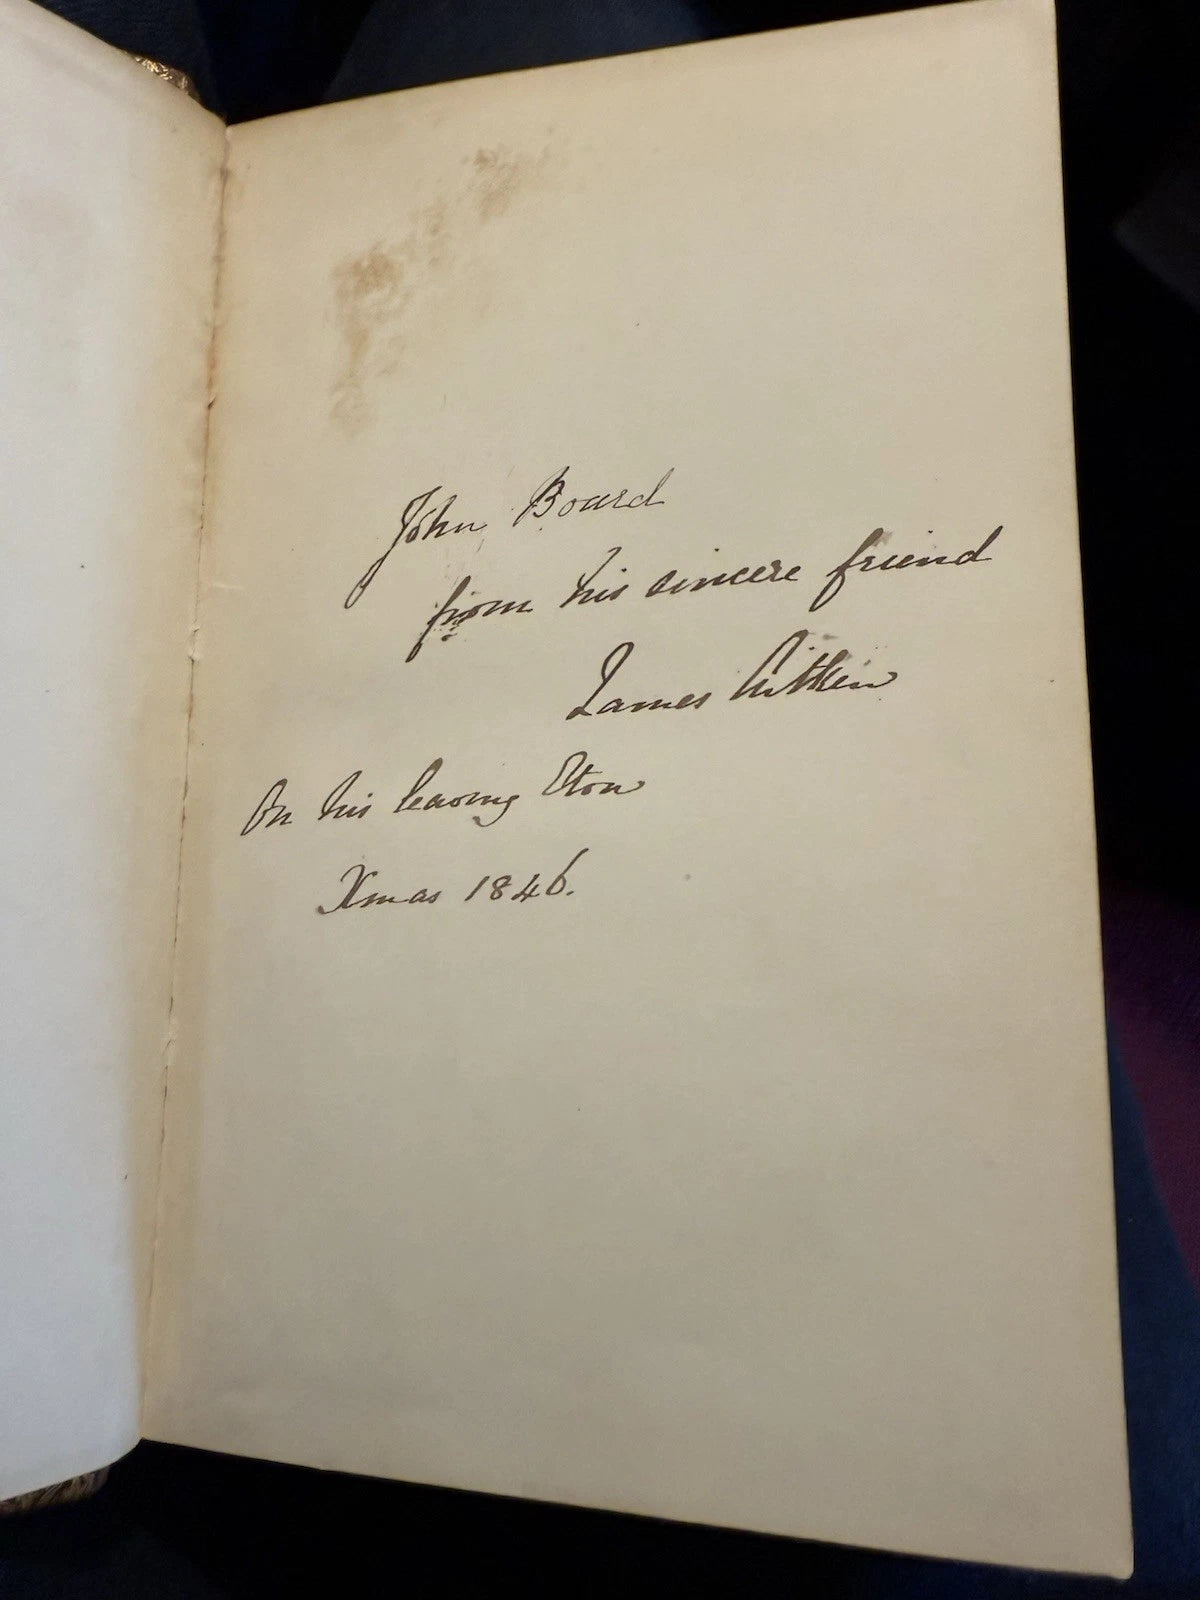 John Board
from his sincere friend
James Aitken
On his leaving Eton
Xmas 1846.